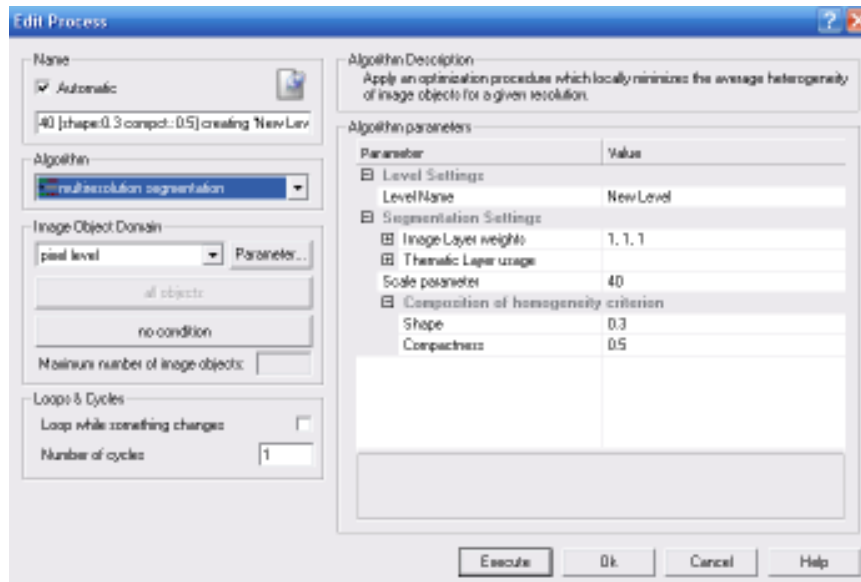 Edit Process
Name
Automatic
40 [shape:0.3 compct.:0.5] creating 'New Lev
Algorithm
multiresolution segmentation
Image Object Domain
pixel level
Parameter...
all objects
no condition
Maximum number of image objects:
Loops & Cycles
Loop while something changes
Number of cycles 1
Algorithm Description
Apply an optimization procedure which locally minimizes the average heterogeneity
of image objects for a given resolution.
Algorithm parameters
Parameter Value
Level Settings
Level Name New Level
Segmentation Settings
Image Layer weights 1, 1, 1
Thematic Layer usage
Scale parameter 40
Composition of homogeneity criterion
Shape 0.3
Compactness 0.5
Execute Ok Cancel Help